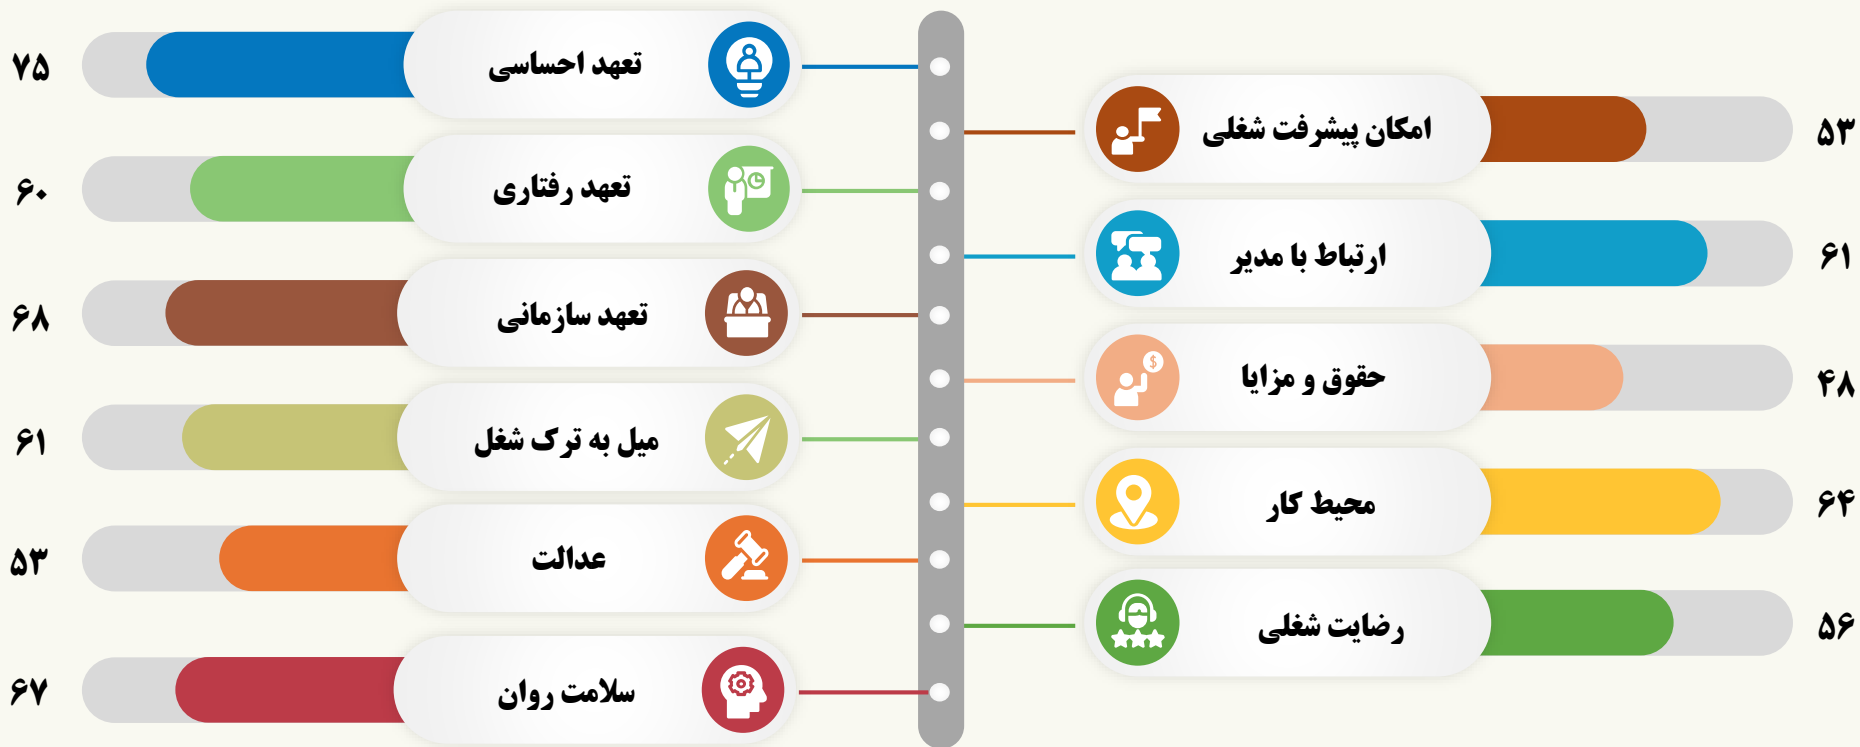 امکان پیشرفت شغلی
۵۳
ارتباط با مدیر
۶۱
حقوق و مزایا
۴۸
محیط کار
۶۴
رضایت شغلی
۵۶
تعهد احساسی
۷۵
تعهد رفتاری
۶۰
تعهد سازمانی
۶۸
میل به ترک شغل
۶۱
عدالت
۵۳
سلامت روان
۶۷